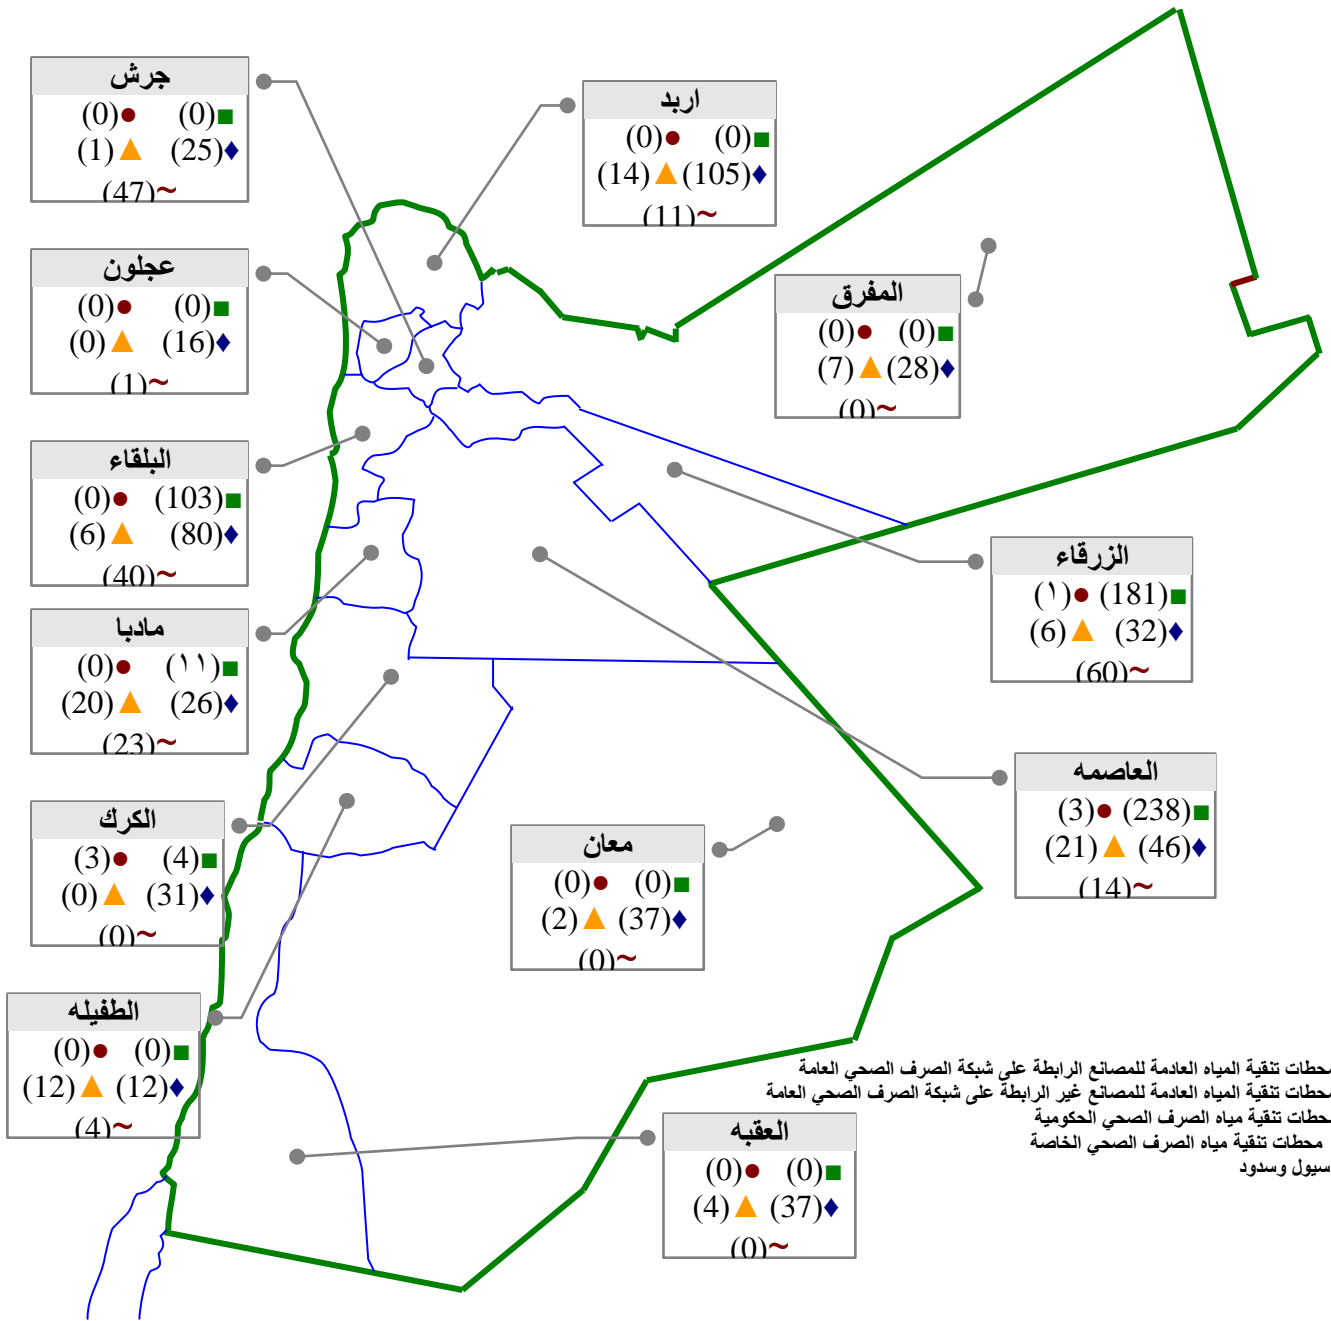 جرش
(0)■ (0)●
(25)♦ (1)▲
(47)~
اربد
(0)■ (0)●
(105)♦ (14)▲
(11)~
عجلون
(0)■ (0)●
(16)♦ (0)▲
(1)~
المفرق
(0)■ (0)●
(28)♦ (7)▲
(0)~
البلقاء
(103)■ (0)●
(80)♦ (6)▲
(40)~
الزرقاء
(181)■ (١)●
(32)♦ (6)▲
(60)~
مادبا
(١١)■ (0)●
(26)♦ (20)▲
(23)~
العاصمه
(238)■ (3)●
(46)♦ (21)▲
(14)~
الكرك
(4)■ (3)●
(31)♦ (0)▲
(0)~
معان
(0)■ (0)●
(37)♦ (2)▲
(0)~
الطفيله
(0)■ (0)●
(12)♦ (12)▲
(4)~
العقبه
(0)■ (0)●
(37)♦ (4)▲
(0)~
محطات تنقية المياه العادمة للمصانع الرابطة على شبكة الصرف الصحي العامة
محطات تنقية المياه العادمة للمصانع غير الرابطة على شبكة الصرف الصحي العامة
محطات تنقية مياه الصرف الصحي الحكومية
محطات تنقية مياه الصرف الصحي الخاصة
سيول وسدود